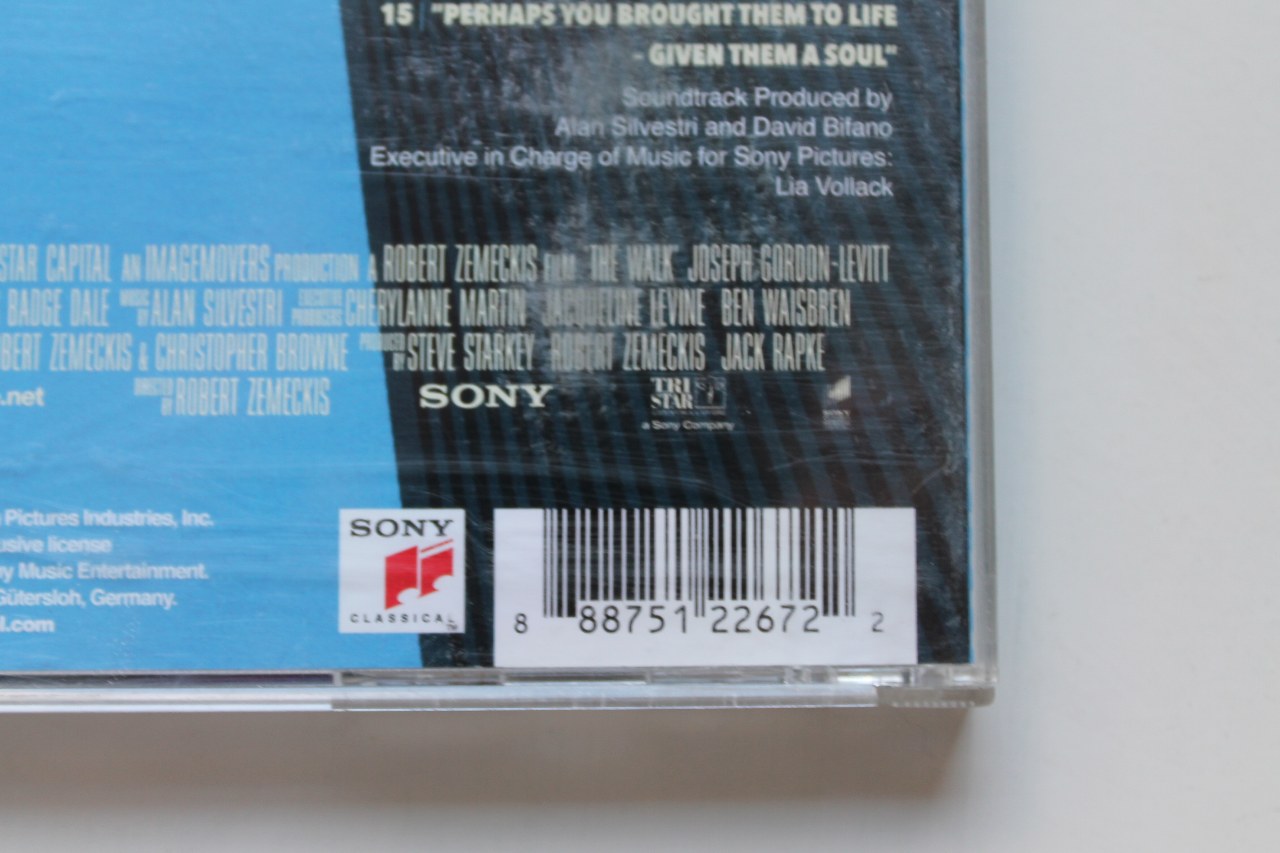 15 "PERHAPS YOU BROUGHT THEM TO LIFE
- GIVEN THEM A SOUL"
Soundtrack Produced by
Alan Silvestri and David Bifano
Executive in Charge of Music for Sony Pictures:
Lia Vollack
STAR CAPITAL AN IMAGEMOVERS PRODUCTION A ROBERT ZEMECKIS FILM "THE WALK" JOSEPH GORDON-LEVITT
BADGE DALE MUSIC BY ALAN SILVESTRI EXECUTIVE PRODUCERS CHERYLANNE MARTIN JACQUELINE LEVINE BEN WAISBREN
BERT ZEMECKIS & CHRISTOPHER BROWNE PRODUCED BY STEVE STARKEY ROBERT ZEMECKIS JACK RAPKE
.net DIRECTED BY ROBERT ZEMECKIS SONY TRI STAR
a Sony Company
Pictures Industries, Inc.
usive license
y Music Entertainment.
Gütersloh, Germany.
l.com
SONY
CLASSICAL™
8 88751 22672 2